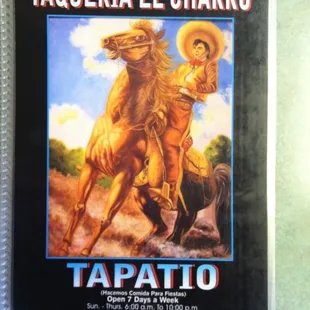 TAQUERIA EL CHARRO
TAPATIO
(Hacemos Comida Para Fiestas)
Open 7 Days a Week
Sun. - Thurs. 6:00 a.m. To 10:00 p.m.